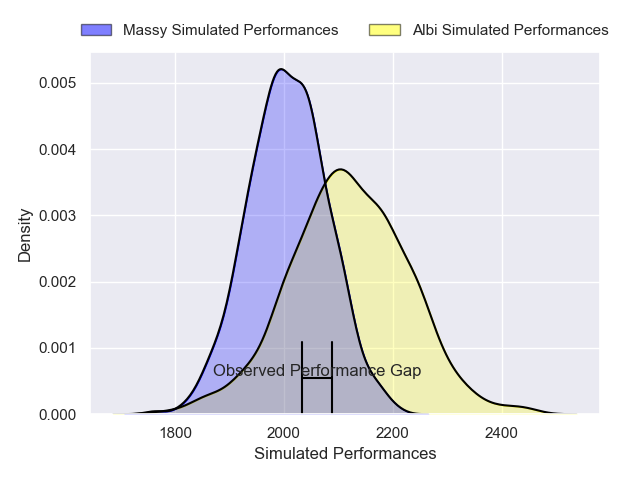 Massy Simulated Performances Albi Simulated Performances
0.005
0.004
0.003
0.002
0.001
0.000
Density
Observed Performance Gap
1800 2000 2200 2400
Simulated Performances